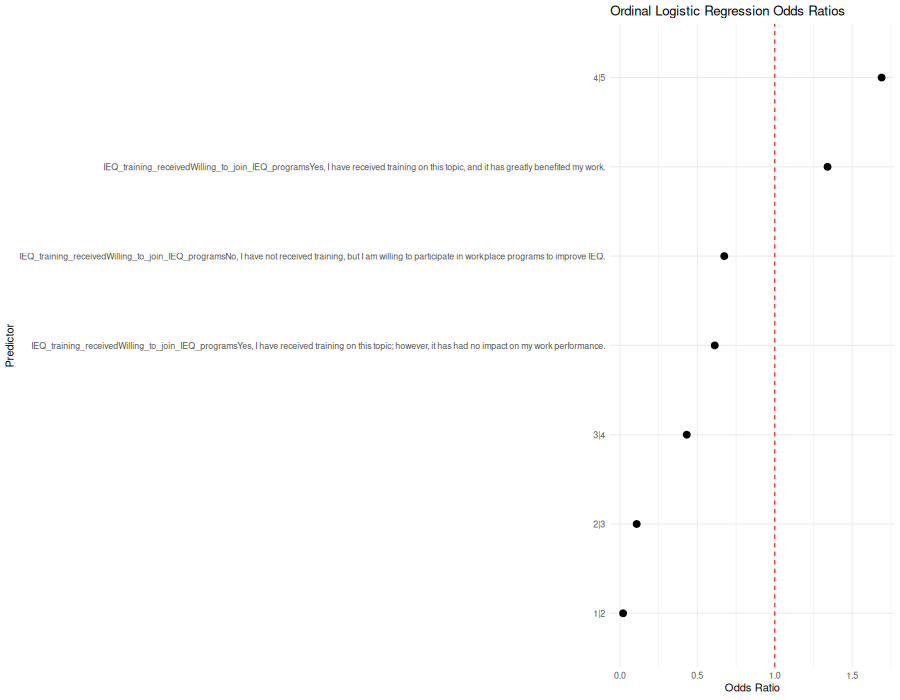 Ordinal Logistic Regression Odds Ratios
4|5
IEQ_training_receivedWilling_to_join_IEQ_programsYes, I have received training on this topic, and it has greatly benefited my work.
IEQ_training_receivedWilling_to_join_IEQ_programsNo, I have not received training, but I am willing to participate in workplace programs to improve IEQ.
IEQ_training_receivedWilling_to_join_IEQ_programsYes, I have received training on this topic; however, it has had no impact on my work performance.
3|4
2|3
1|2
Predictor
0.0 0.5 1.0 1.5
Odds Ratio